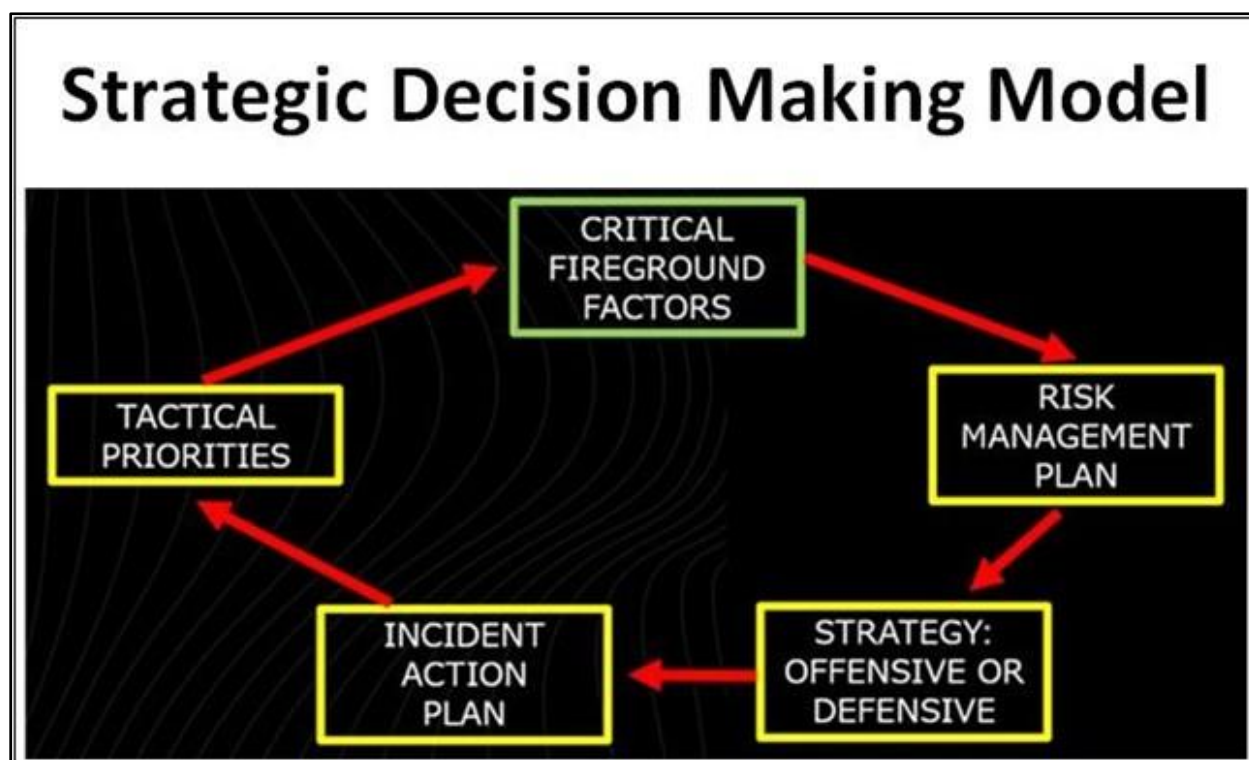 Strategic Decision Making Model
CRITICAL
FIREGROUND
FACTORS
RISK
MANAGEMENT
PLAN
STRATEGY:
OFFENSIVE OR
DEFENSIVE
INCIDENT
ACTION
PLAN
TACTICAL
PRIORITIES